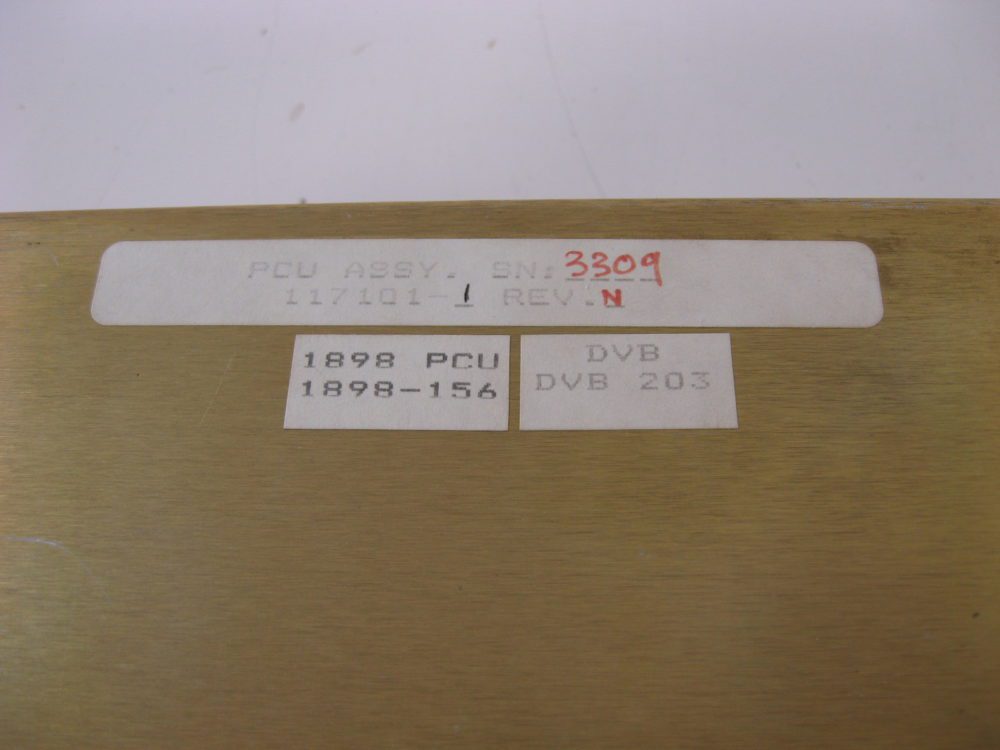 PCU ASSY. SN: 3309
117101-1 REV.N
1898 PCU
1898-156
DVB
DVB 203